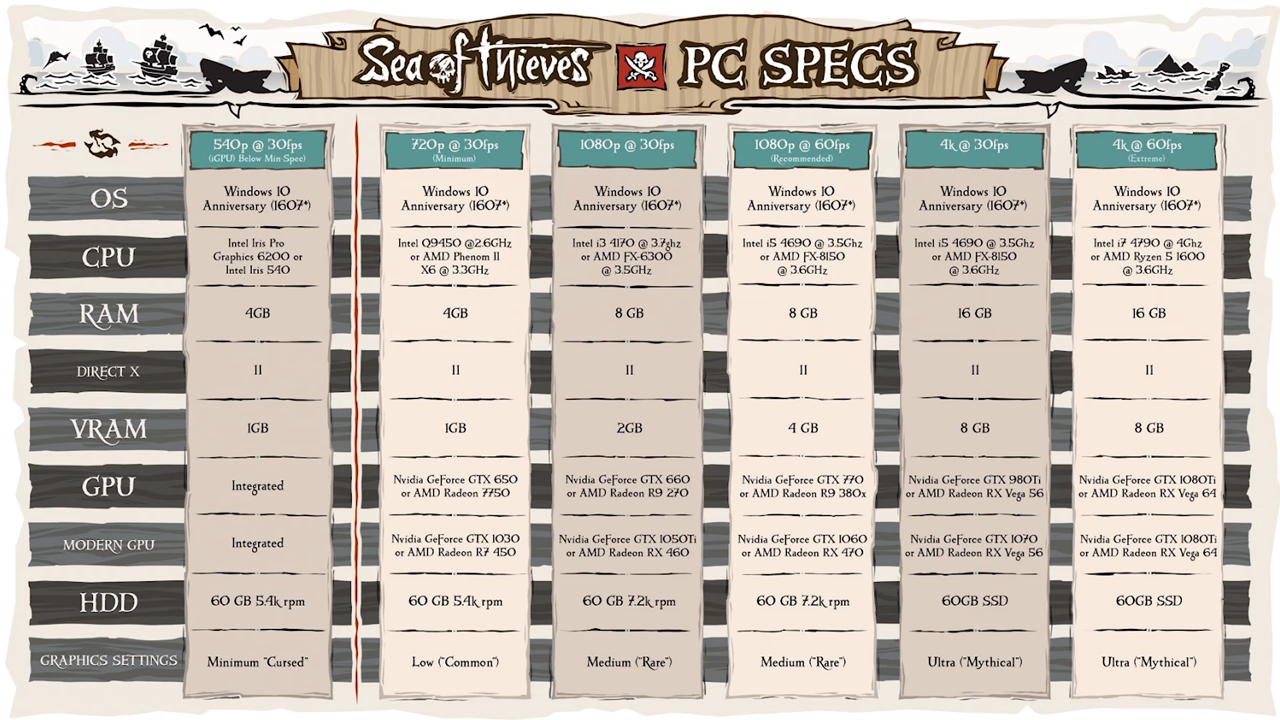 Sea of Thieves PC SPECS
540p @ 30fps
(iGPU) Below Min-Spec)
720p @ 30fps
(Minimum)
1080p @ 30fps
1080p @ 60fps
(Recommended)
4k @ 30fps
4k @ 60fps
(Extreme)
OS
Windows 10
Anniversary (1607*)
Windows 10
Anniversary (1607*)
Windows 10
Anniversary (1607*)
Windows 10
Anniversary (1607*)
Windows 10
Anniversary (1607*)
Windows 10
Anniversary (1607*)
CPU
Intel Iris Pro
Graphics 6200 or
Intel Iris 540
Intel Q9450 @2.6GHz
or AMD Phenom II
X6 @ 3.3GHz
Intel i3 4170 @ 3.7ghz
or AMD FX-6300
@ 3.5GHz
Intel i5 4690 @ 3.5Ghz
or AMD FX-8150
@ 3.6GHz
Intel i5 4690 @ 3.5Ghz
or AMD FX-8150
@ 3.6GHz
Intel i7 4790 @ 4Ghz
or AMD Ryzen 5 1600
@ 3.6GHz
RAM
4GB
4GB
8 GB
8 GB
16 GB
16 GB
DIRECT X
11
11
11
11
11
11
VRAM
1GB
1GB
2GB
4 GB
8 GB
8 GB
GPU
Integrated
Nvidia GeForce GTX 650
or AMD Radeon 7750
Nvidia GeForce GTX 660
or AMD Radeon R9 270
Nvidia GeForce GTX 770
or AMD Radeon R9 380x
Nvidia GeForce GTX 980Ti
or AMD Radeon RX Vega 56
Nvidia GeForce GTX 1080Ti
or AMD Radeon RX Vega 64
MODERN GPU
Integrated
Nvidia GeForce GTX 1030
or AMD Radeon R7 450
Nvidia GeForce GTX 1050Ti
or AMD Radeon RX 460
Nvidia GeForce GTX 1060
or AMD Radeon RX 470
Nvidia GeForce GTX 1070
or AMD Radeon RX Vega 56
Nvidia GeForce GTX 1080Ti
or AMD Radeon RX Vega 64
HDD
60 GB 5.4k rpm
60 GB 5.4k rpm
60 GB 7.2k rpm
60 GB 7.2k rpm
60GB SSD
60GB SSD
GRAPHICS SETTINGS
Minimum "Cursed"
Low ("Common")
Medium ("Rare")
Medium ("Rare")
Ultra ("Mythical")
Ultra ("Mythical")